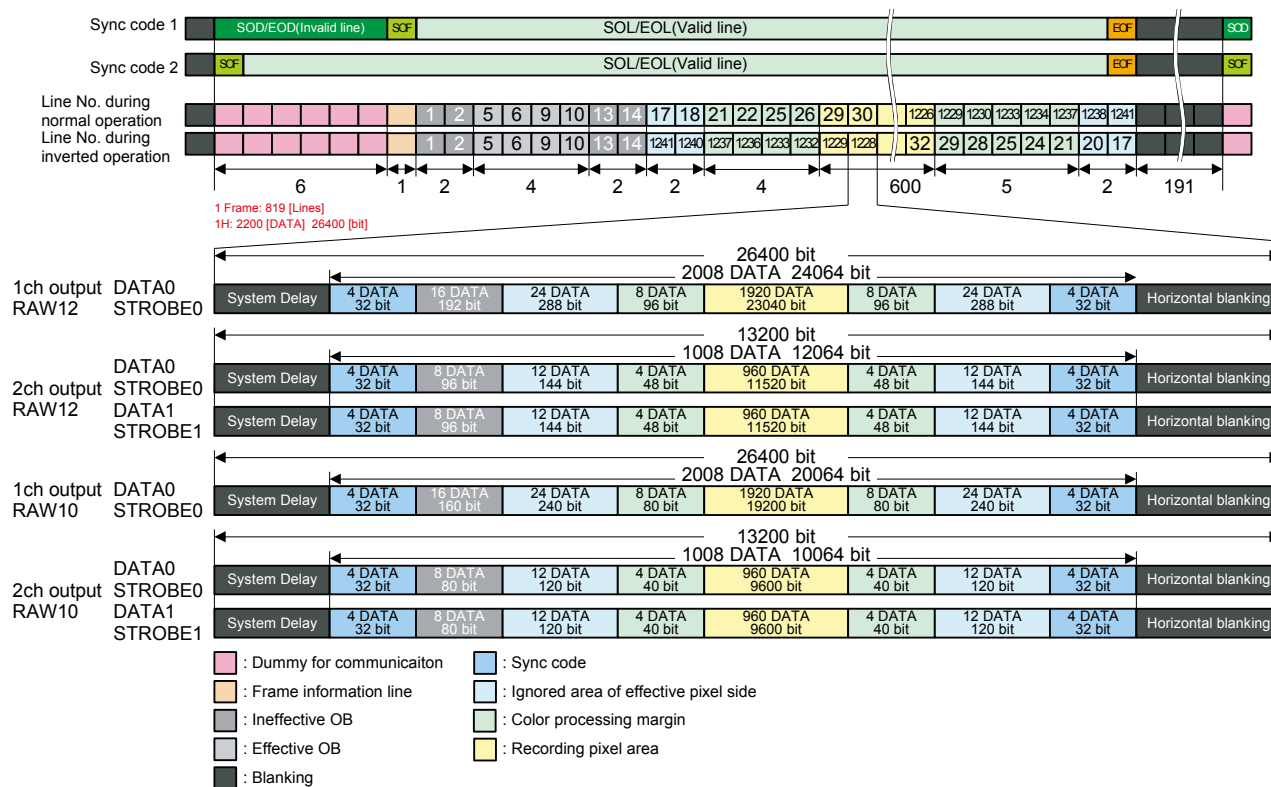 Sync code 1 SOD/EOD(Invalid line) SOF SOL/EOL(Valid line) EOF SOD
Sync code 2 SOF SOL/EOL(Valid line) EOF SOF
Line No. during
normal operation 1 2 5 6 9 10 13 14 17 18 21 22 25 26 29 30 1226 1229 1230 1233 1234 1237 1238 1241
Line No. during
inverted operation 1 2 5 6 9 10 13 14 1241 1240 1237 1236 1233 1232 1229 1228 32 29 28 25 24 21 20 17
6 1 2 4 2 2 4 600 5 2 191
1 Frame: 819 [Lines]
1H: 2200 [DATA] 26400 [bit]
26400 bit
2008 DATA 24064 bit
1ch output DATA0
RAW12 STROBE0
System Delay 4 DATA 16 DATA 24 DATA 8 DATA 1920 DATA 8 DATA 24 DATA 4 DATA Horizontal blanking
32 bit 192 bit 288 bit 96 bit 23040 bit 96 bit 288 bit 32 bit
13200 bit
1008 DATA 12064 bit
2ch output DATA0
RAW12 STROBE0
System Delay 4 DATA 8 DATA 12 DATA 4 DATA 960 DATA 4 DATA 12 DATA 4 DATA Horizontal blanking
32 bit 96 bit 144 bit 48 bit 11520 bit 48 bit 144 bit 32 bit
DATA1
STROBE1
System Delay 4 DATA 8 DATA 12 DATA 4 DATA 960 DATA 4 DATA 12 DATA 4 DATA Horizontal blanking
32 bit 96 bit 144 bit 48 bit 11520 bit 48 bit 144 bit 32 bit
26400 bit
2008 DATA 20064 bit
1ch output DATA0
RAW10 STROBE0
System Delay 4 DATA 16 DATA 24 DATA 8 DATA 1920 DATA 8 DATA 24 DATA 4 DATA Horizontal blanking
32 bit 160 bit 240 bit 80 bit 19200 bit 80 bit 240 bit 32 bit
13200 bit
1008 DATA 10064 bit
2ch output DATA0
RAW10 STROBE0
System Delay 4 DATA 8 DATA 12 DATA 4 DATA 960 DATA 4 DATA 12 DATA 4 DATA Horizontal blanking
32 bit 80 bit 120 bit 40 bit 9600 bit 40 bit 120 bit 32 bit
DATA1
STROBE1
System Delay 4 DATA 8 DATA 12 DATA 4 DATA 960 DATA 4 DATA 12 DATA 4 DATA Horizontal blanking
32 bit 80 bit 120 bit 40 bit 9600 bit 40 bit 120 bit 32 bit
: Dummy for communicaiton
: Frame information line
: Ineffective OB
: Effective OB
: Blanking
: Sync code
: Ignored area of effective pixel side
: Color processing margin
: Recording pixel area